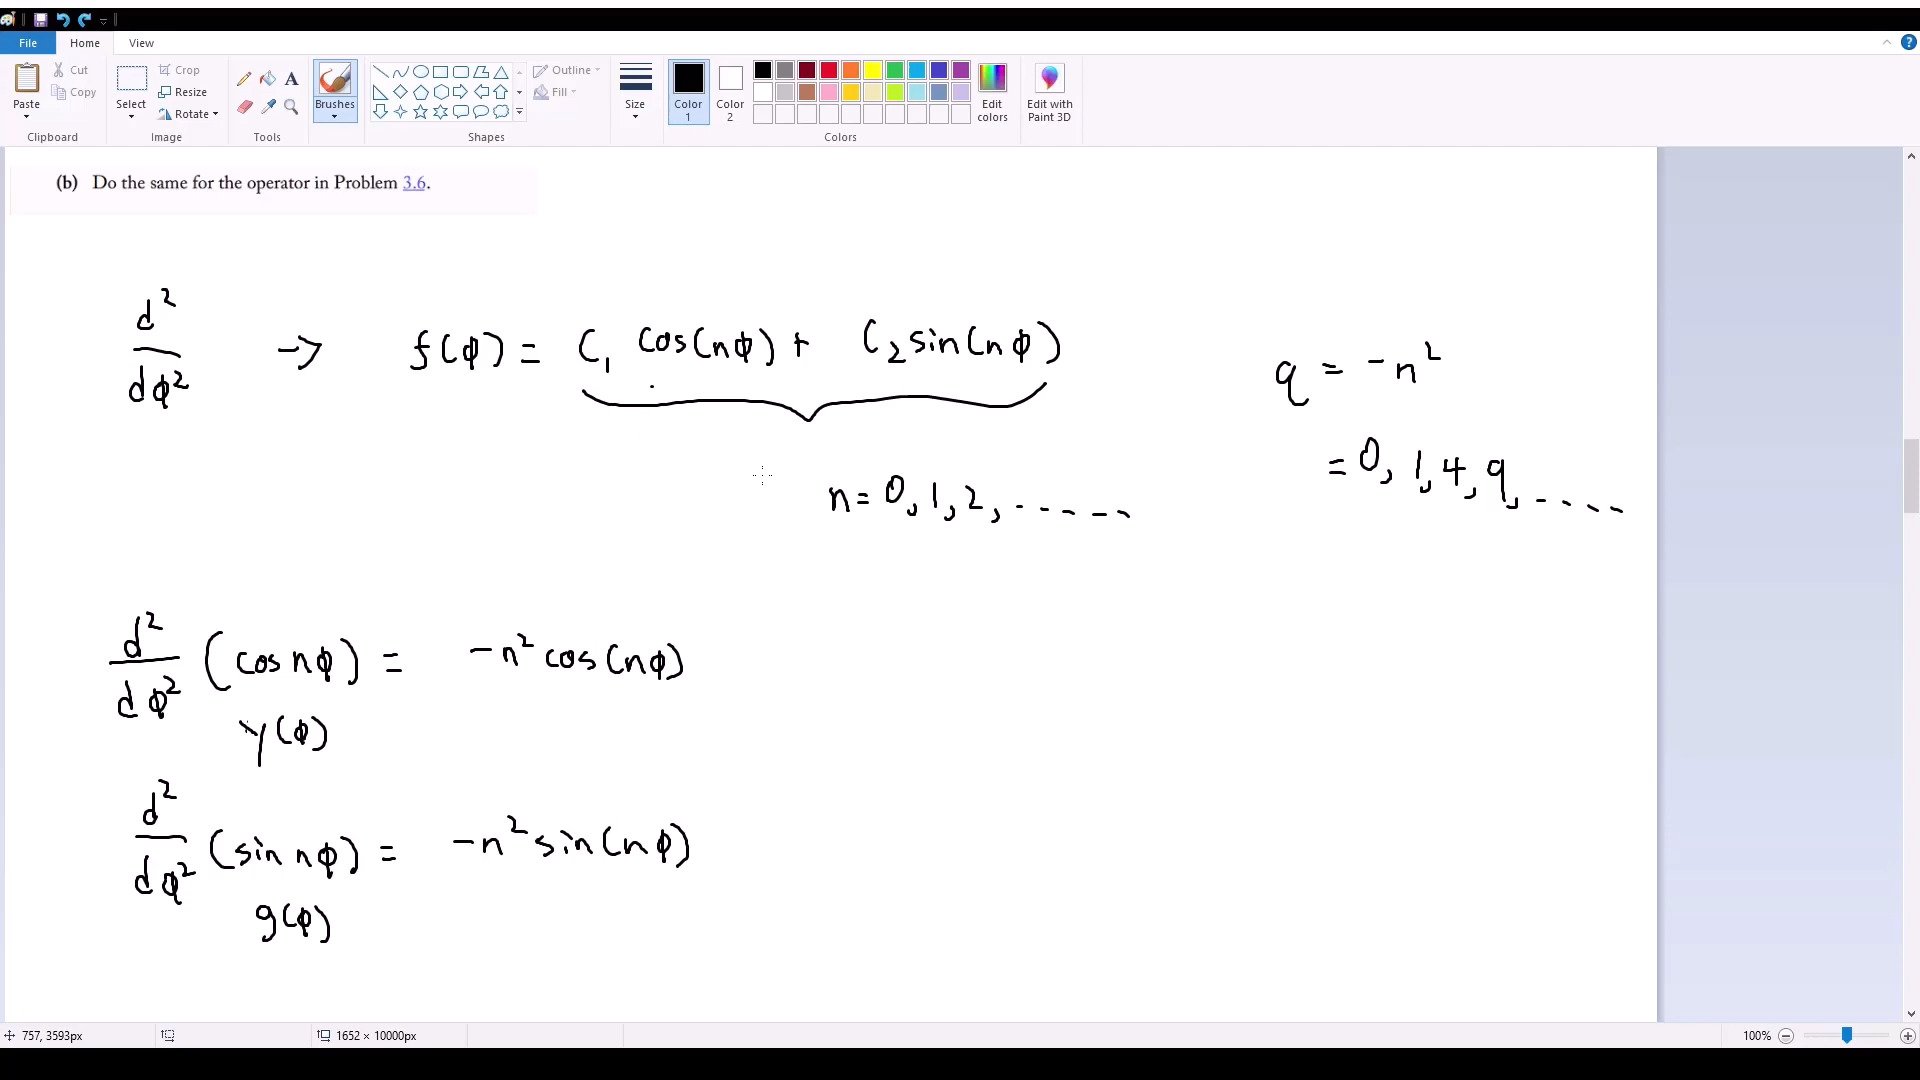 File Home View
Cut Crop Outline
Paste Copy Select Resize Brushes Fill Size Color 1 Color 2 Edit colors Edit with Paint 3D
Rotate
Clipboard Image Tools Shapes Colors
(b) Do the same for the operator in Problem 3.6.
d²/dϕ² → f(ϕ) = C₁ cos(nϕ) + C₂ sin(nϕ)
q = -n²
= 0, 1, 4, 9, .....
n = 0, 1, 2, ......
d²/dϕ² (cos nϕ) = -n² cos(nϕ)
y(ϕ)
d²/dϕ² (sin nϕ) = -n² sin(nϕ)
g(ϕ)
757, 3593px 1652 × 10000px 100%